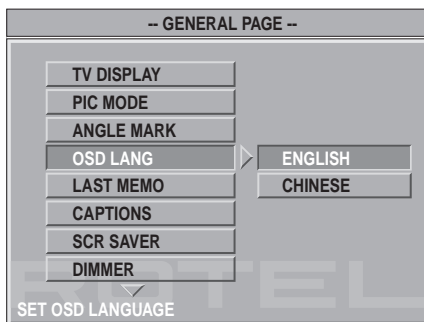 -- GENERAL PAGE --
TV DISPLAY
PIC MODE
ANGLE MARK
OSD LANG ENGLISH
LAST MEMO CHINESE
CAPTIONS
SCR SAVER
DIMMER
ROTEL
SET OSD LANGUAGE